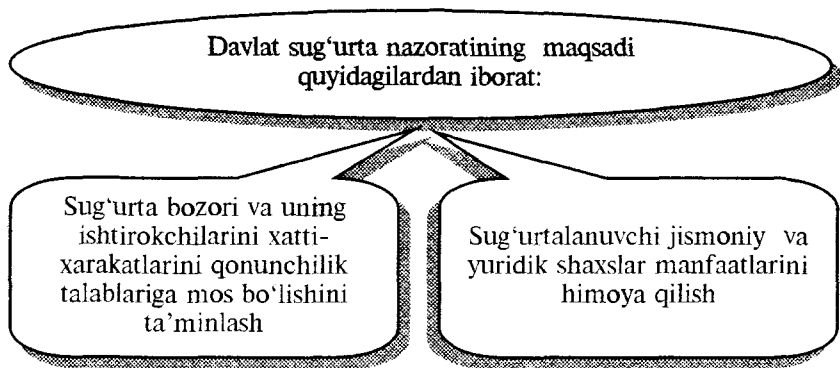 Davlat sug‘urta nazoratining maqsadi
quyidagilardan iborat:
Sug‘urta bozori va uning
ishtirokchilarini xatti-
xarakatlarini qonunchilik
talablariga mos bo‘lishini
ta’minlash
Sug‘urtalanuvchi jismoniy va
yuridik shaxslar manfaatlarini
himoya qilish